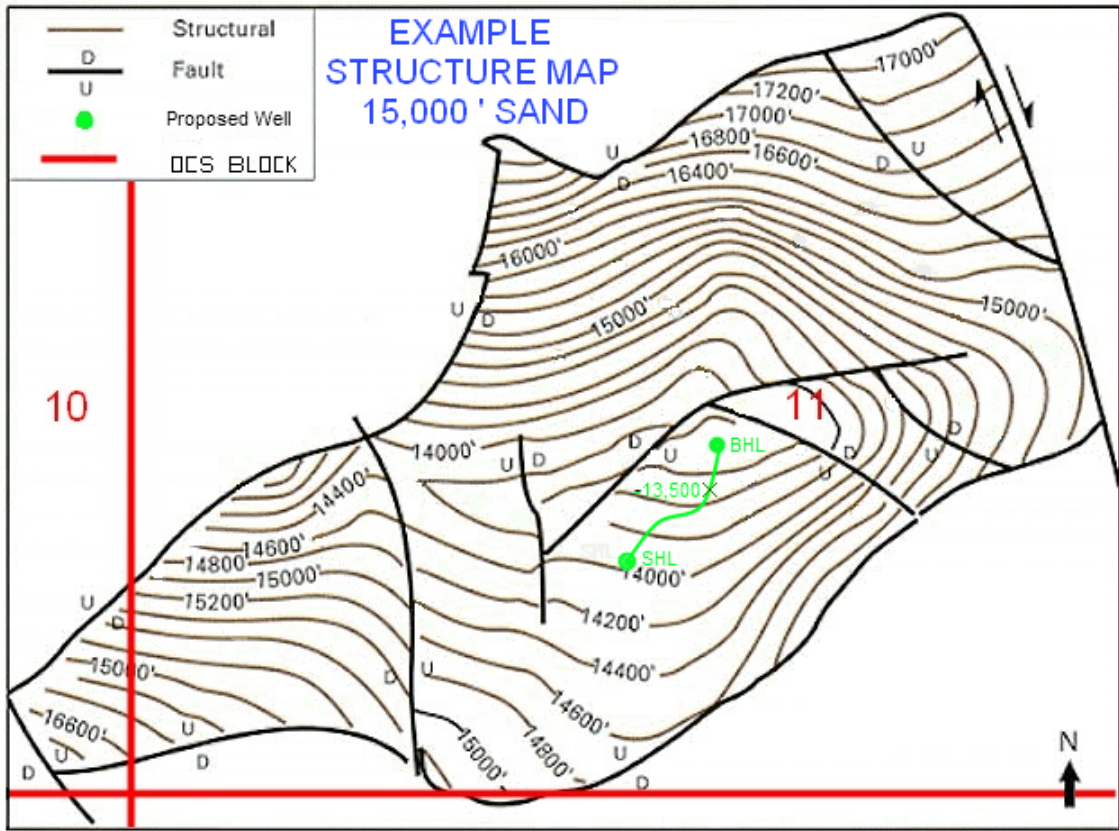 Structural
D
Fault
U
Proposed Well
OCS BLOCK
EXAMPLE
STRUCTURE MAP
15,000 ' SAND
17000'
17200'
17000'
16800'
16600'
16400'
U
D
D
U
16000'
15000'
15000'
U
D
10
11
14000'
U
D
D
U
BHL
D
U
D
U
14400'
-13,500
14600'
14800
15000'
15200'
SHL
14000'
14200'
U
D
14400'
15000'
D
U
14600'
16600'
U
D
U
D
15000'
14800'
U
D
N